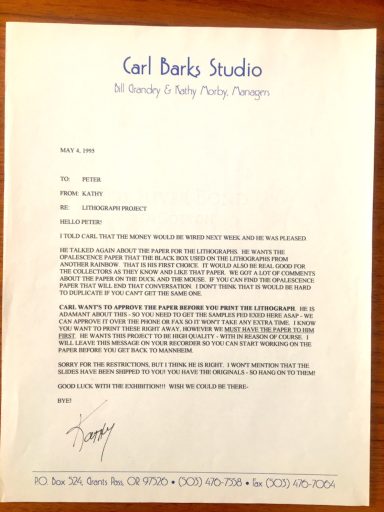 Carl Barks Studio
Bill Grandey & Kathy Morby, Managers
MAY 4, 1995
TO: PETER
FROM: KATHY
RE: LITHOGRAPH PROJECT
HELLO PETER!
I TOLD CARL THAT THE MONEY WOULD BE WIRED NEXT WEEK AND HE WAS PLEASED.
HE TALKED AGAIN ABOUT THE PAPER FOR THE LITHOGRAPHS. HE WANTS THE
OPALESCENCE PAPER THAT THE BLACK BOX USED ON THE LITHOGRAPHS FROM
ANOTHER RAINBOW. THAT IS HIS FIRST CHOICE. IT WOULD ALSO BE REAL GOOD FOR
THE COLLECTORS AS THEY KNOW AND LIKE THAT PAPER. WE GOT A LOT OF COMMENTS
ABOUT THE PAPER ON THE DUCK AND THE MOUSE. IF YOU CAN FIND THE OPALESCENCE
PAPER THAT WILL END THAT CONVERSATION. I DON'T THINK THAT IS WOULD BE HARD
TO DUPLICATE IF YOU CAN'T GET THE SAME ONE.
CARL WANT'S TO APPROVE THE PAPER BEFORE YOU PRINT THE LITHOGRAPH. HE IS
ADAMANT ABOUT THIS - SO YOU NEED TO GET THE SAMPLES FED EXED HERE ASAP - WE
CAN APPROVE IT OVER THE PHONE OR FAX SO IT WON'T TAKE ANY EXTRA TIME. I KNOW
YOU WANT TO PRINT THESE RIGHT AWAY, HOWEVER WE MUST HAVE THE PAPER TO HIM
FIRST. HE WANTS THIS PROJECT TO BE HIGH QUALITY - WITH IN REASON OF COURSE. I
WILL LEAVE THIS MESSAGE ON YOUR RECORDER SO YOU CAN START WORKING ON THE
PAPER BEFORE YOU GET BACK TO MANNHEIM.
SORRY FOR THE RESTRICTIONS, BUT I THINK HE IS RIGHT. I WON'T MENTION THAT THE
SLIDES HAVE BEEN SHIPPED TO YOU! YOU HAVE THE ORIGINALS - SO HANG ON TO THEM!
GOOD LUCK WITH THE EXHIBITION!!! WISH WE COULD BE THERE-
BYE!
Kathy
P.O. Box 524, Grants Pass, OR 97526 • (503) 476-7558 • Fax (503) 476-7064